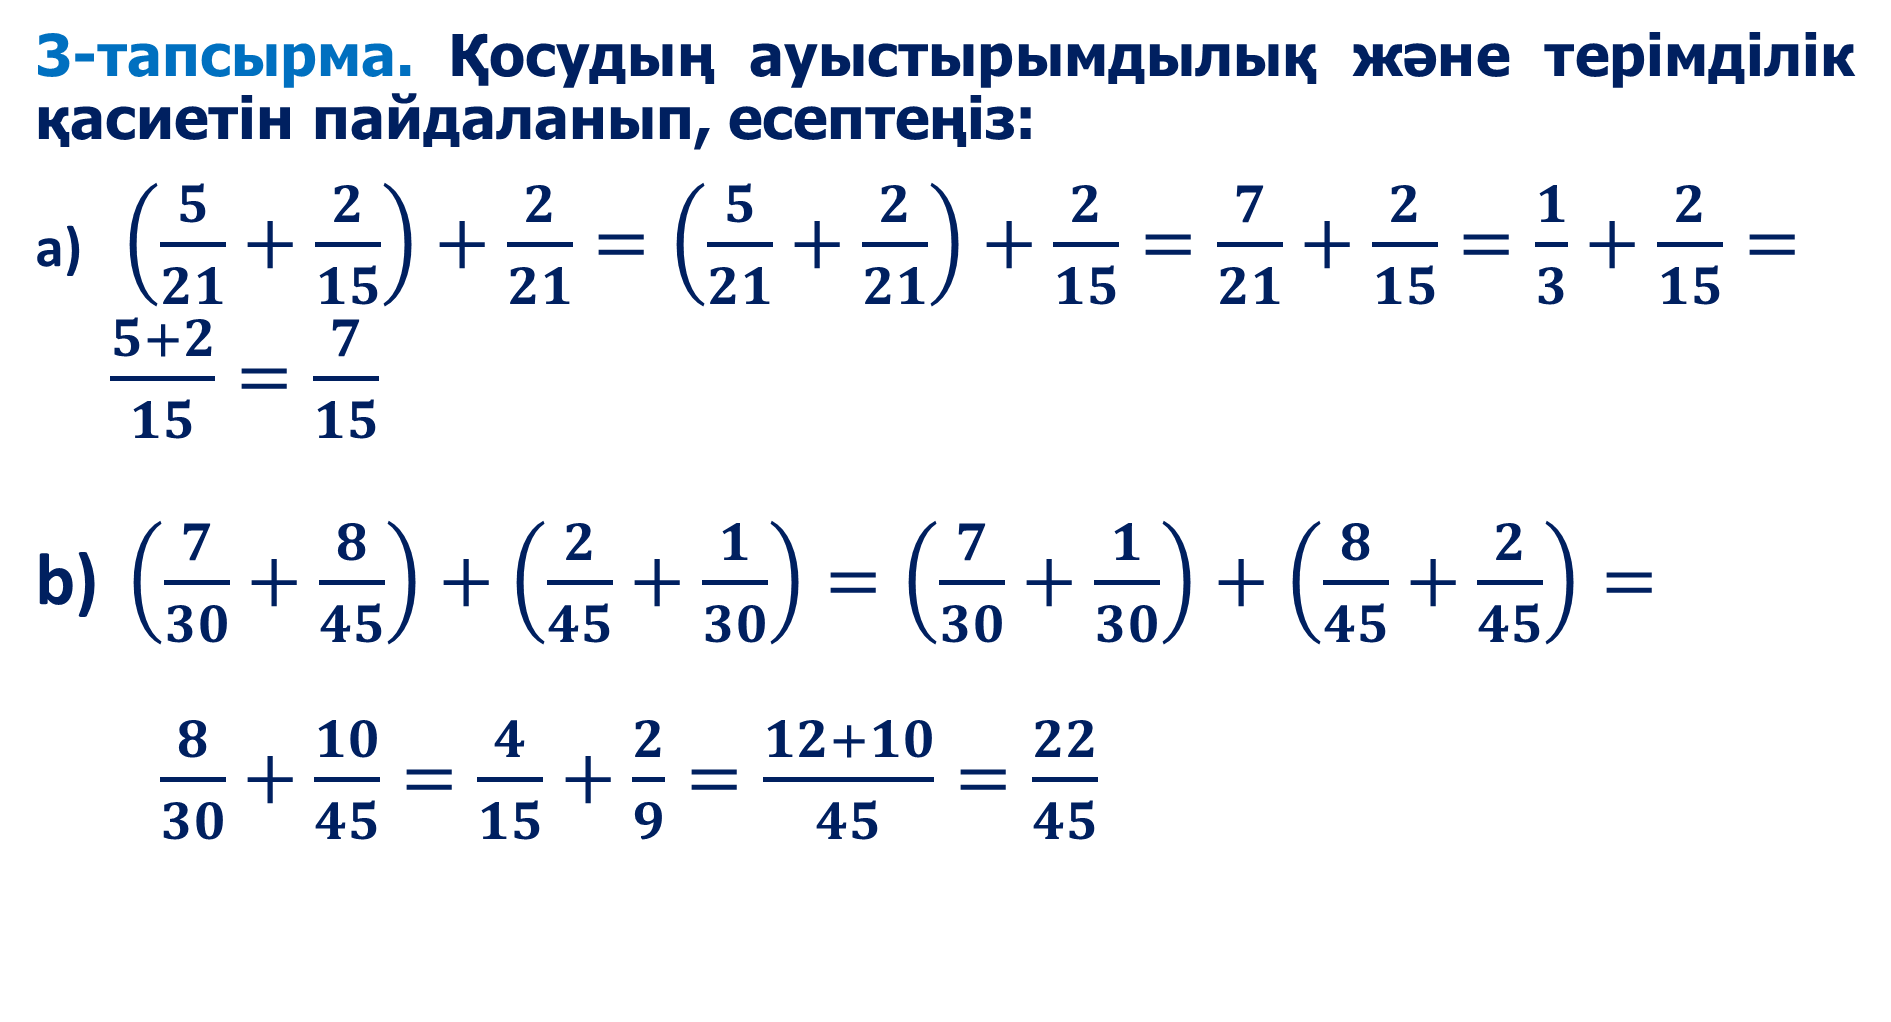 3-тапсырма. Қосудың ауыстырымдылық және терімділік
қасиетін пайдаланып, есептеңіз:
a) (5/21 + 2/15) + 2/21 = (5/21 + 2/21) + 2/15 = 7/21 + 2/15 = 1/3 + 2/15 =
5+2/15 = 7/15
b) (7/30 + 8/45) + (2/45 + 1/30) = (7/30 + 1/30) + (8/45 + 2/45) =
8/30 + 10/45 = 4/15 + 2/9 = 12+10/45 = 22/45